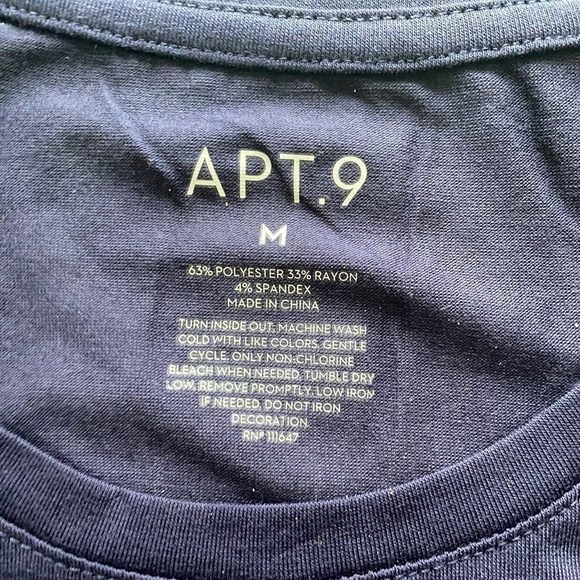 APT.9
M
63% POLYESTER 33% RAYON
4% SPANDEX
MADE IN CHINA
TURN INSIDE OUT, MACHINE WASH
COLD WITH LIKE COLORS, GENTLE
CYCLE, ONLY NON-CHLORINE
BLEACH WHEN NEEDED, TUMBLE DRY
LOW, REMOVE PROMPTLY, LOW IRON
IF NEEDED, DO NOT IRON
DECORATION.
RN# 111647